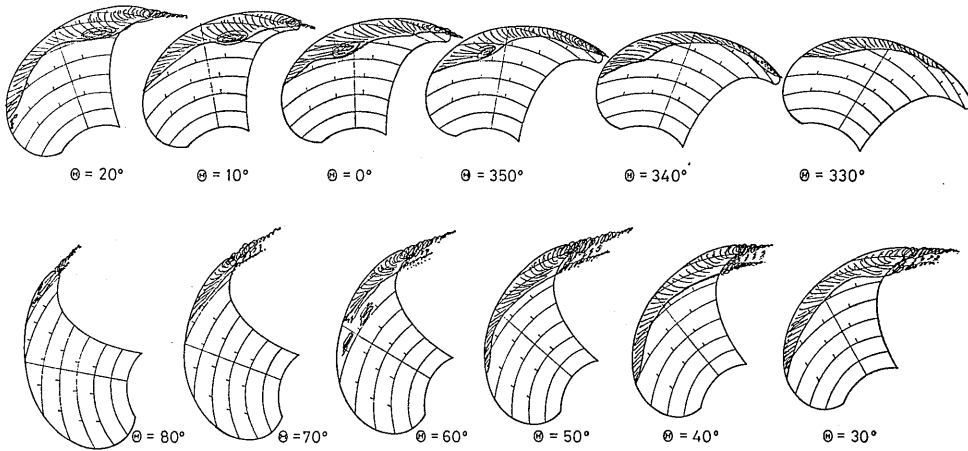 Θ = 20° Θ = 10° Θ = 0° Θ = 350° Θ = 340° Θ = 330°
Θ = 80° Θ = 70° Θ = 60° Θ = 50° Θ = 40° Θ = 30°